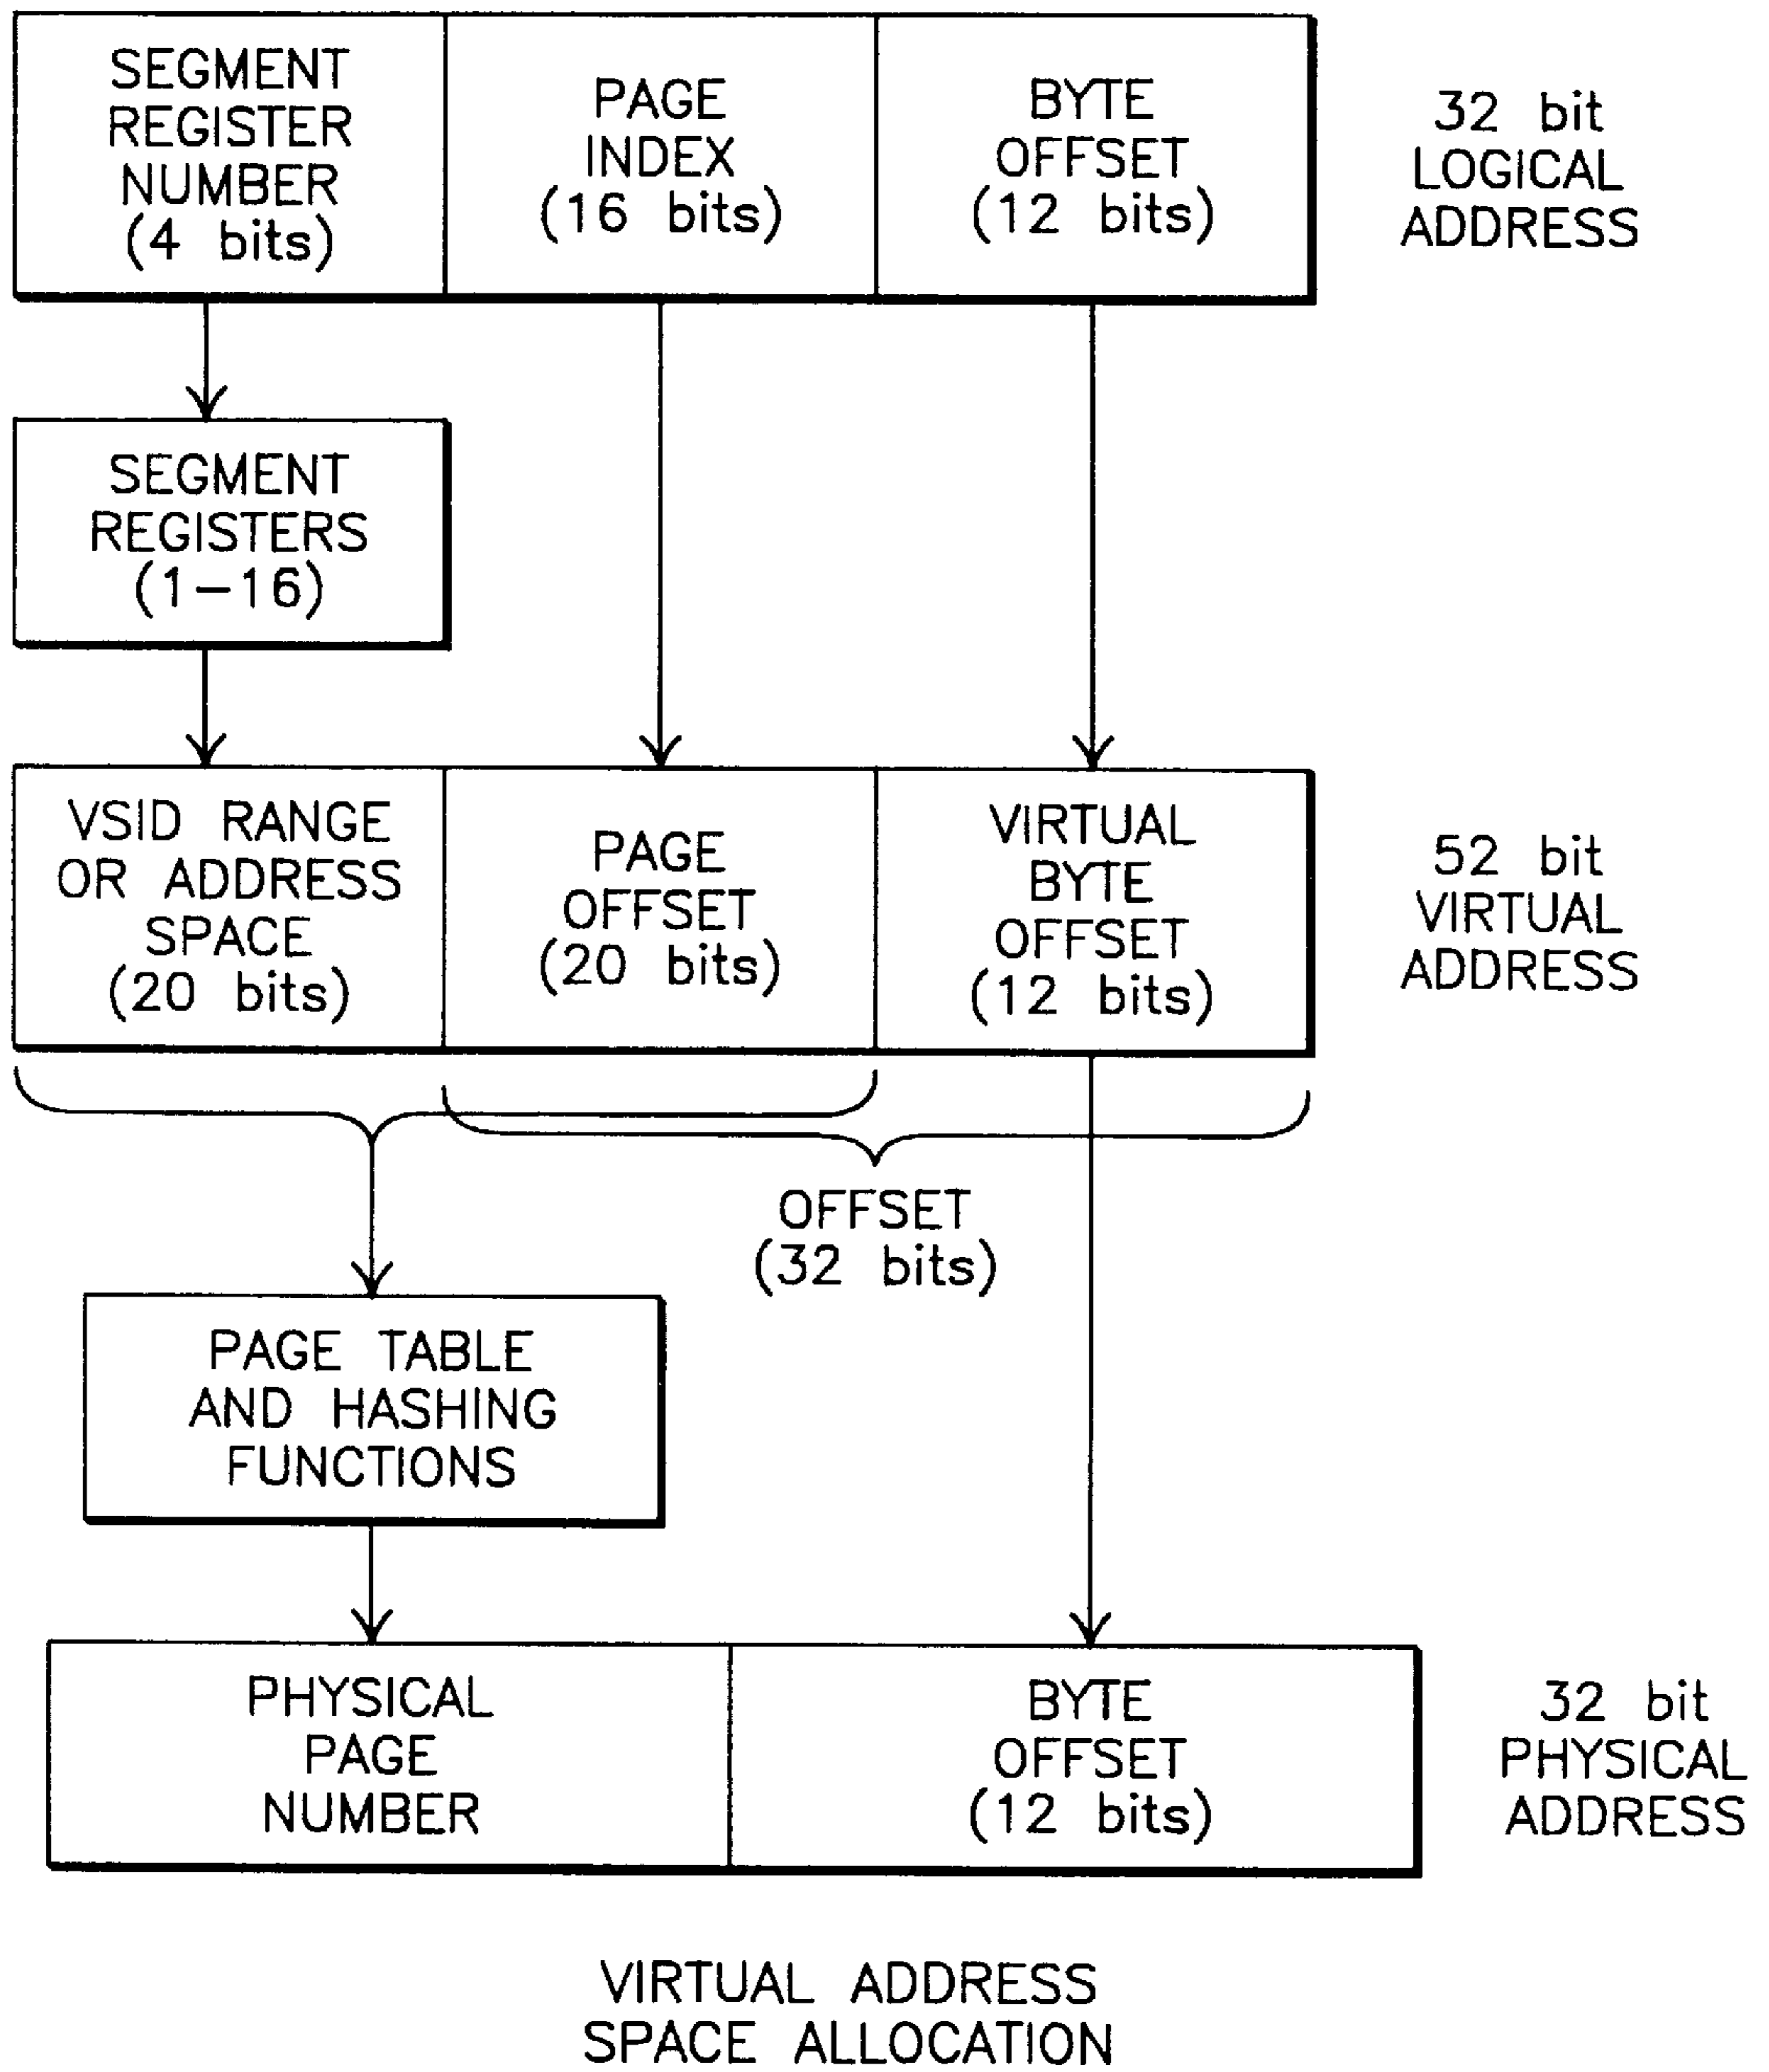 SEGMENT
REGISTER
NUMBER
(4 bits)
PAGE
INDEX
(16 bits)
BYTE
OFFSET
(12 bits)
32 bit
LOGICAL
ADDRESS
SEGMENT
REGISTERS
(1-16)
VSID RANGE
OR ADDRESS
SPACE
(20 bits)
PAGE
OFFSET
(20 bits)
VIRTUAL
BYTE
OFFSET
(12 bits)
52 bit
VIRTUAL
ADDRESS
OFFSET
(32 bits)
PAGE TABLE
AND HASHING
FUNCTIONS
PHYSICAL
PAGE
NUMBER
BYTE
OFFSET
(12 bits)
32 bit
PHYSICAL
ADDRESS
VIRTUAL ADDRESS
SPACE ALLOCATION